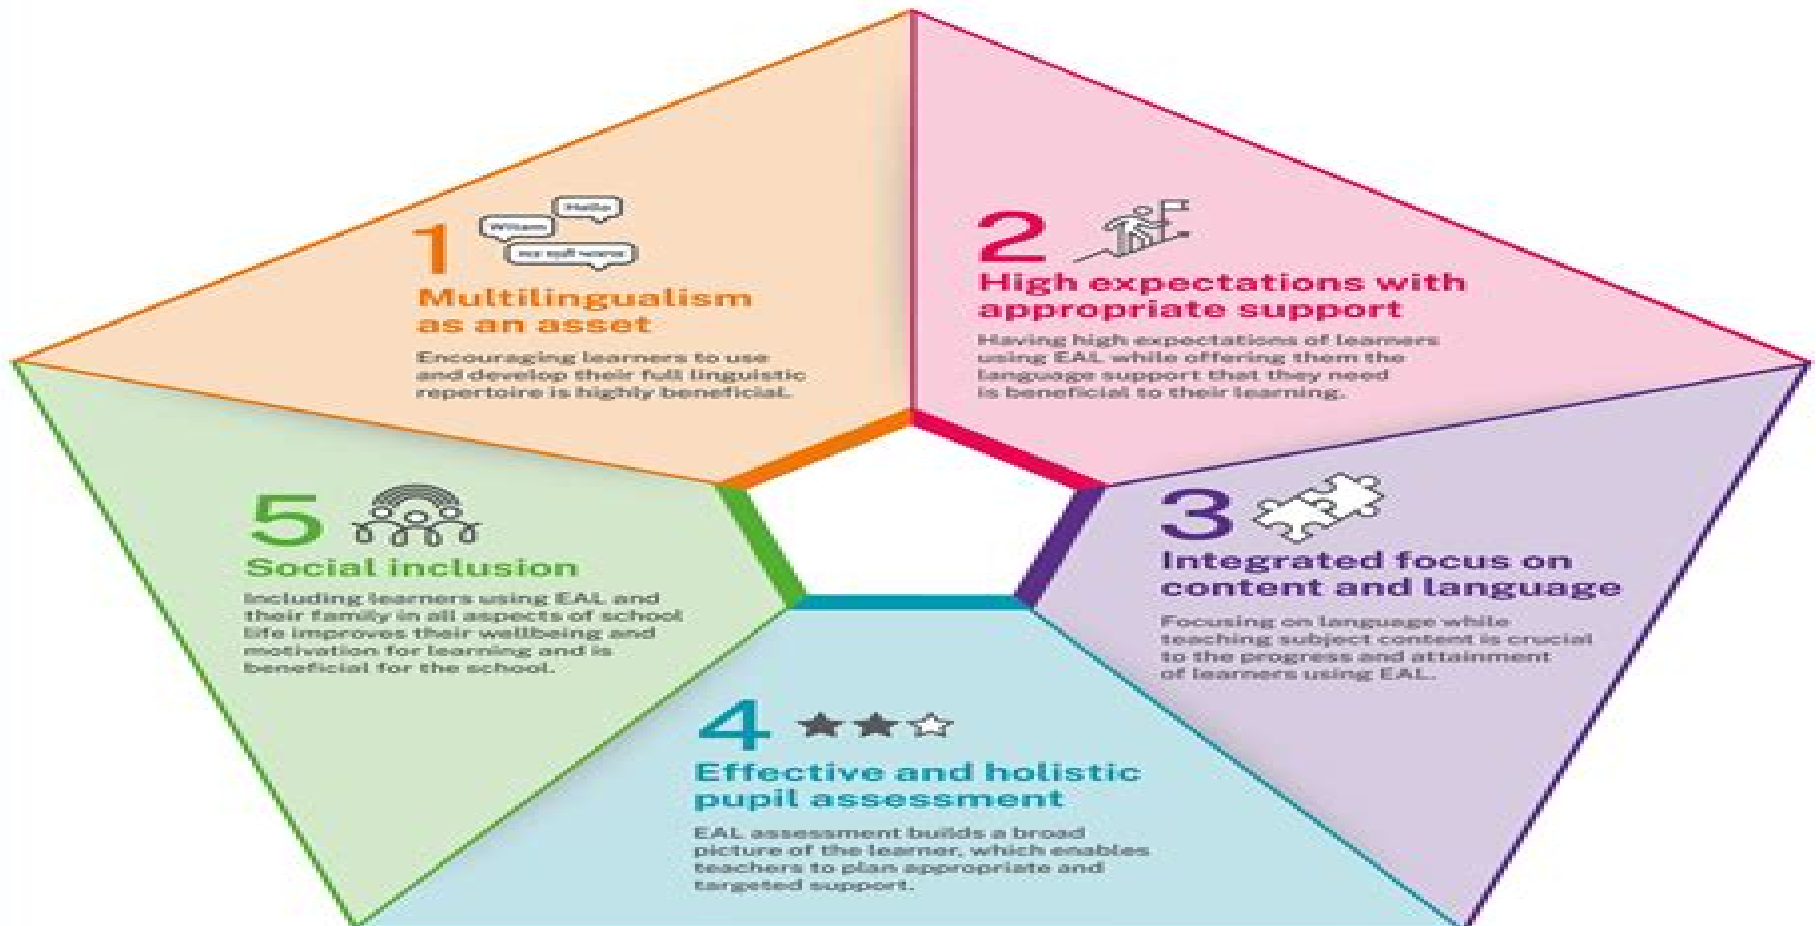 1
Hello
Witam
Multilingualism
as an asset
Encouraging learners to use
and develop their full linguistic
repertoire is highly beneficial.
2
High expectations with
appropriate support
Having high expectations of learners
using EAL while offering them the
language support that they need
is beneficial to their learning.
3
Integrated focus on
content and language
Focusing on language while
teaching subject content is crucial
to the progress and attainment
of learners using EAL.
4
Effective and holistic
pupil assessment
EAL assessment builds a broad
picture of the learner, which enables
teachers to plan appropriate and
targeted support.
5
Social inclusion
Including learners using EAL and
their family in all aspects of school
life improves their wellbeing and
motivation for learning and is
beneficial for the school.